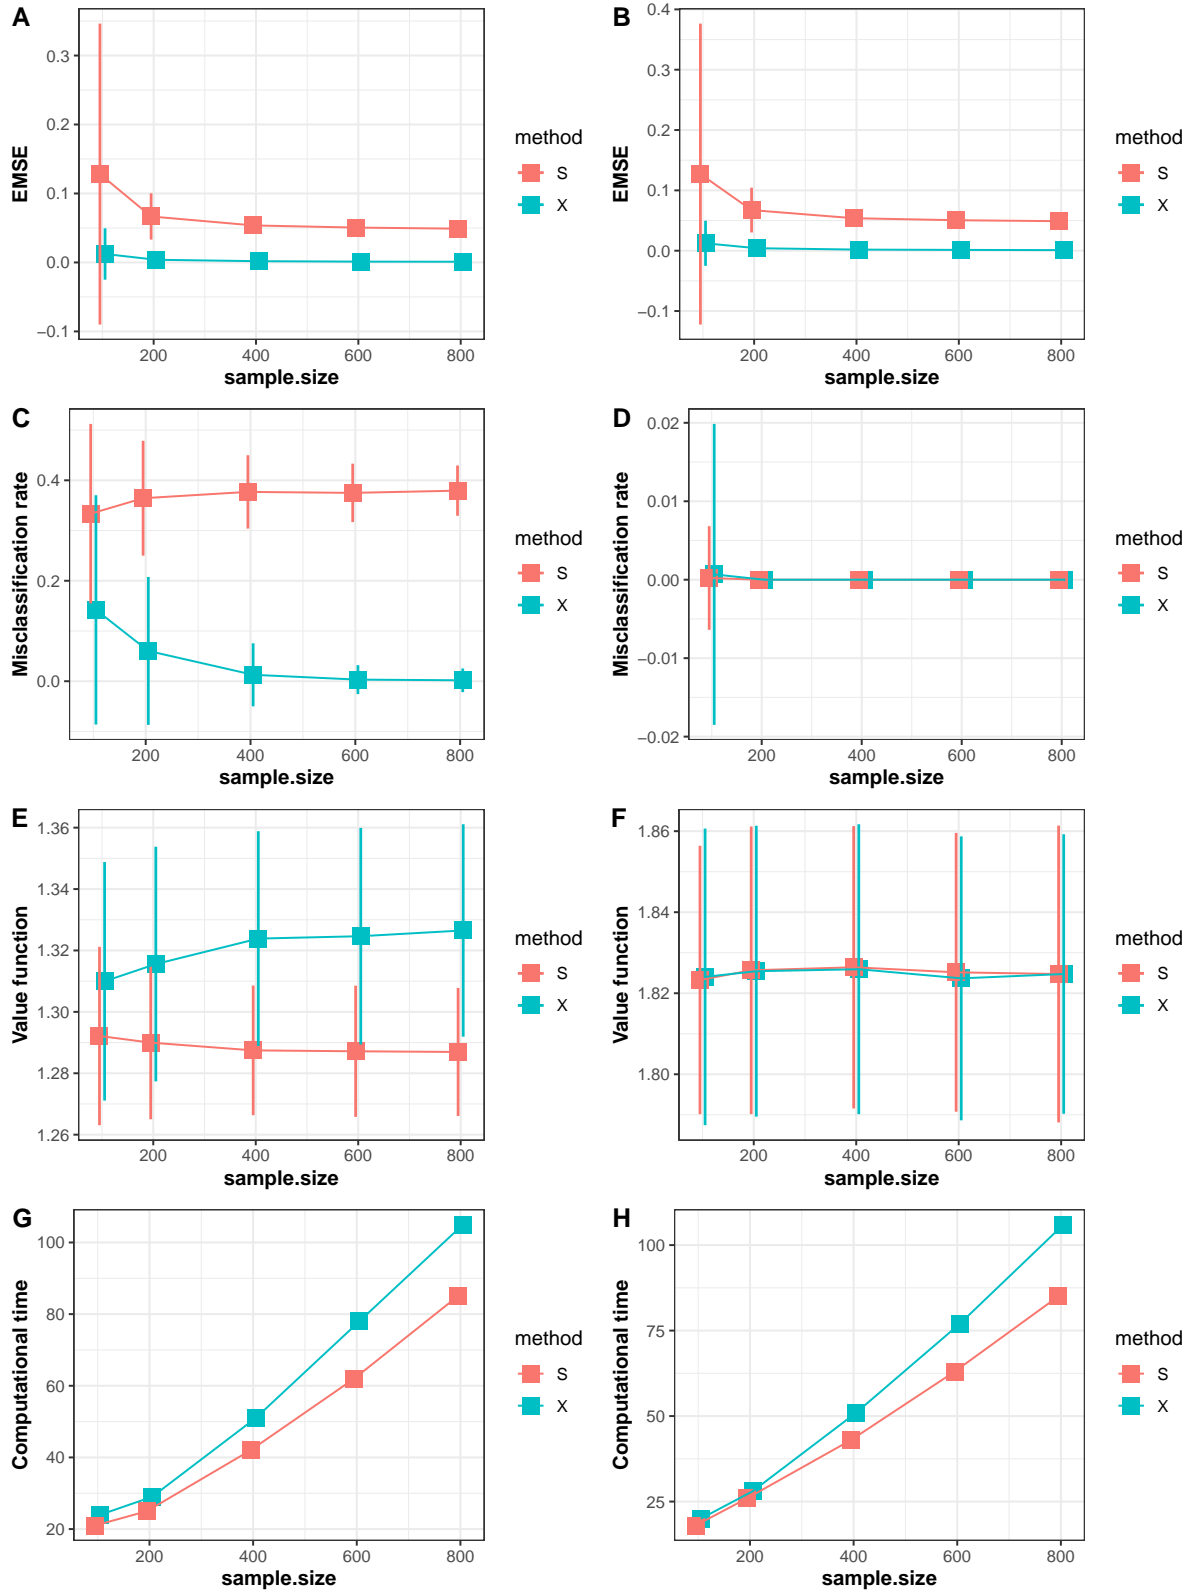 A
EMSE
0.3
0.2
0.1
0.0
−0.1
200 400 600 800
sample.size
method
S
X
B
EMSE
0.4
0.3
0.2
0.1
0.0
−0.1
200 400 600 800
sample.size
method
S
X
C
Misclassification rate
0.4
0.2
0.0
200 400 600 800
sample.size
method
S
X
D
Misclassification rate
0.02
0.01
0.00
−0.01
−0.02
200 400 600 800
sample.size
method
S
X
E
Value function
1.36
1.34
1.32
1.30
1.28
1.26
200 400 600 800
sample.size
method
S
X
F
Value function
1.86
1.84
1.82
1.80
200 400 600 800
sample.size
method
S
X
G
Computational time
100
80
60
40
20
200 400 600 800
sample.size
method
S
X
H
Computational time
100
75
50
25
200 400 600 800
sample.size
method
S
X